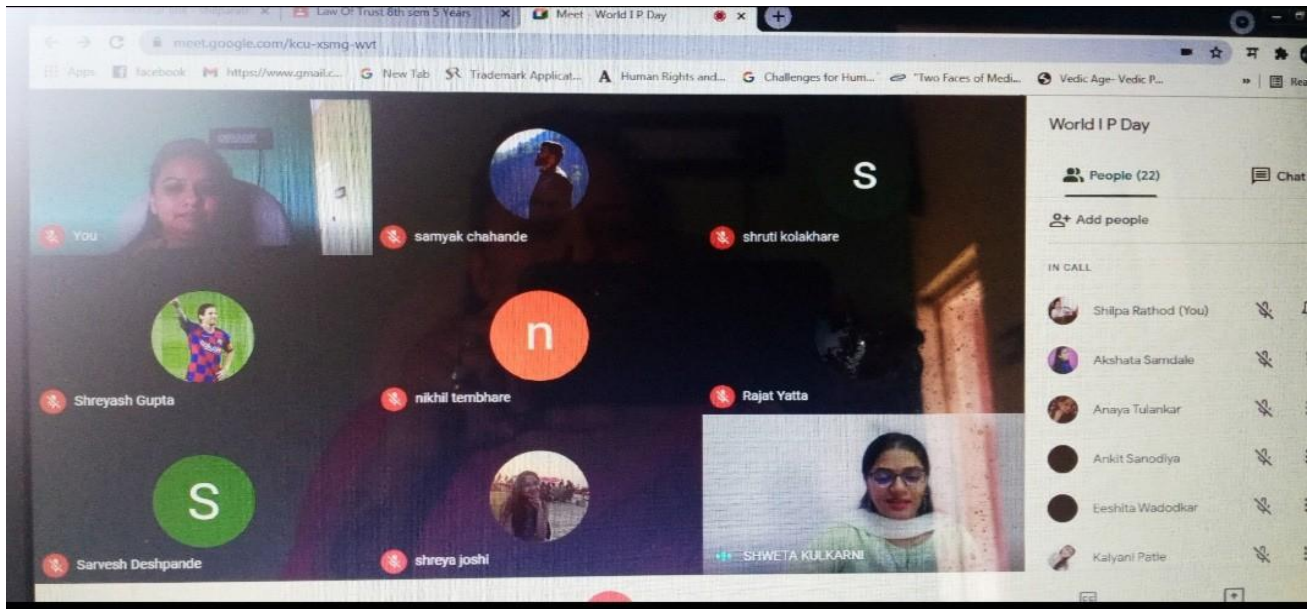 Law Of Trust 8th sem 5 Years
Meet - World I P Day
meet.google.com/kcu-xsmq-wvt
Apps
facebook
https://www.gmail.c...
New Tab
Trademark Applicat...
Human Rights and...
Challenges for Hum...
"Two Faces of Medi...
Vedic Age- Vedic P...
»
Rea
म
You
samyak chahande
S
shruti kolakhare
Shreyash Gupta
n
nikhil tembhare
Rajat Yatta
S
Sarvesh Deshpande
shreya joshi
SHWETA KULKARNI
World I P Day
People (22)
Chat
Add people
IN CALL
Shilpa Rathod (You)
Akshata Samdale
Anaya Tulankar
Ankit Sanodiya
Eeshita Wadodkar
Kalyani Patle